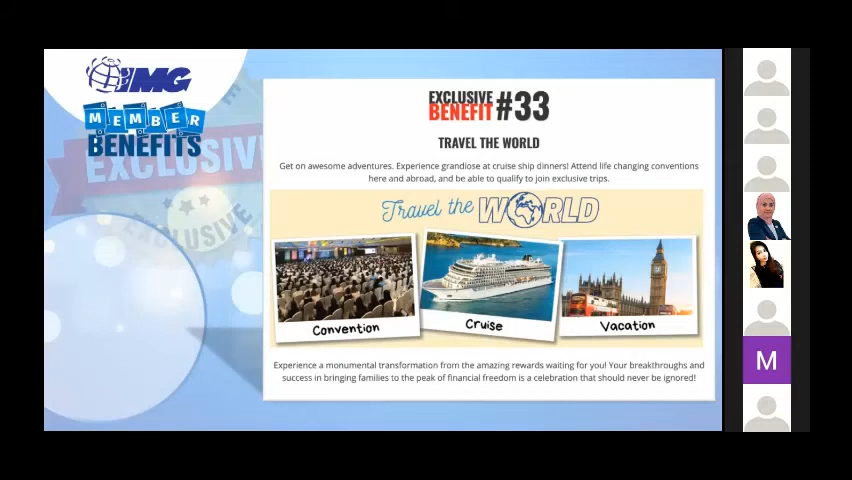 IMG
MEMBER
BENEFITS
EXCLUSIVE
EXCLUSIVE
EXCLUSIVE
BENEFIT #33
TRAVEL THE WORLD
Get on awesome adventures. Experience grandiose at cruise ship dinners! Attend life changing conventions
here and abroad, and be able to qualify to join exclusive trips.
Travel the WORLD
Convention
Cruise
Vacation
Experience a monumental transformation from the amazing rewards waiting for you! Your breakthroughs and
success in bringing families to the peak of financial freedom is a celebration that should never be ignored!
M